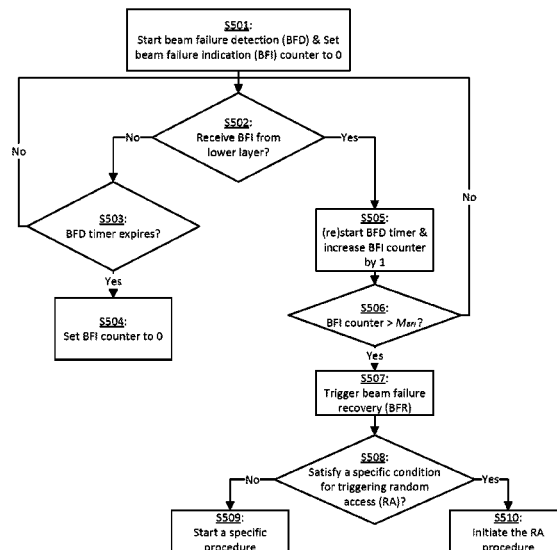 S501:
Start beam failure detection (BFD) & Set
beam failure indication (BFI) counter to 0
S502:
Receive BFI from
lower layer?
No
Yes
No
No
S503:
BFD timer expires?
S505:
(re)start BFD timer &
increase BFI counter
by 1
Yes
S504:
Set BFI counter to 0
S506:
BFI counter > M_BFI?
Yes
S507:
Trigger beam failure
recovery (BFR)
S508:
Satisfy a specific condition
for triggering random
access (RA)?
No
Yes
S509:
Start a specific
procedure
S510:
Initiate the RA
procedure